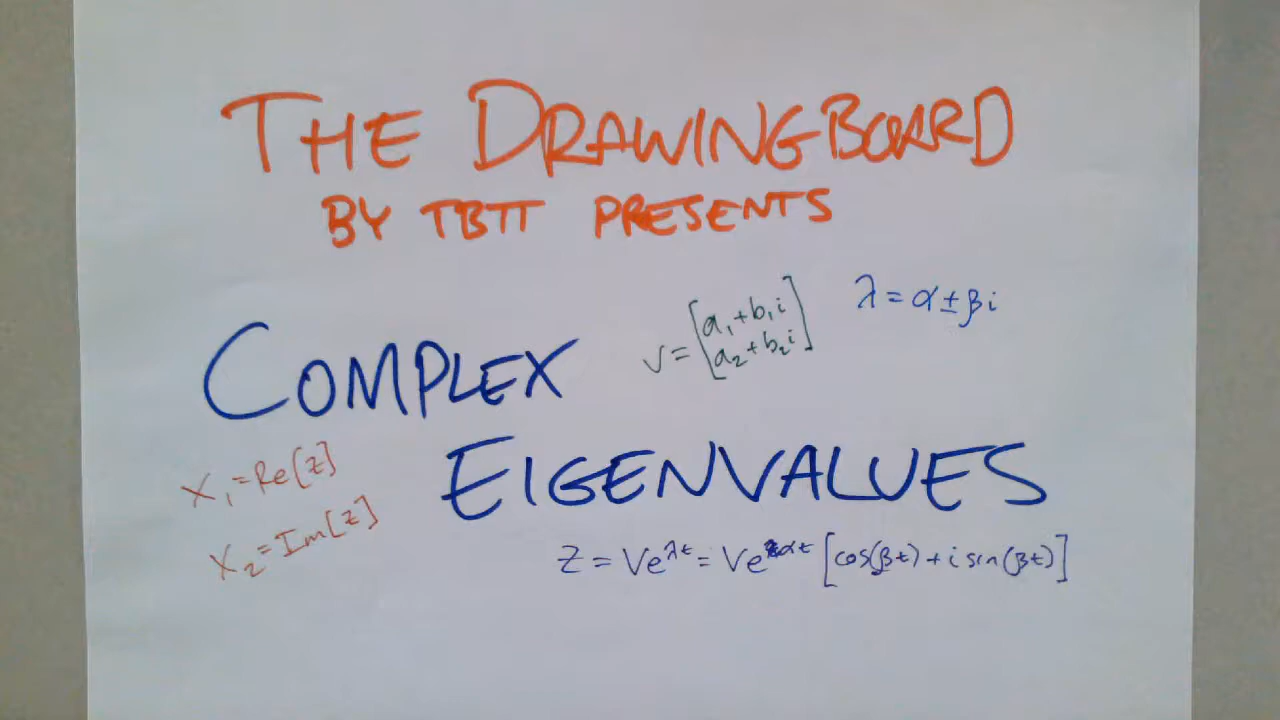 THE DRAWINGBOARD
BY TBTT PRESENTS
v = [a₁+b₁i
a₂+b₂i]
λ = α ± βi
COMPLEX
EIGENVALUES
X₁ = Re[z]
X₂ = Im[z]
Z = Ve^λt = Ve^αt [cos(βt) + i sin(βt)]